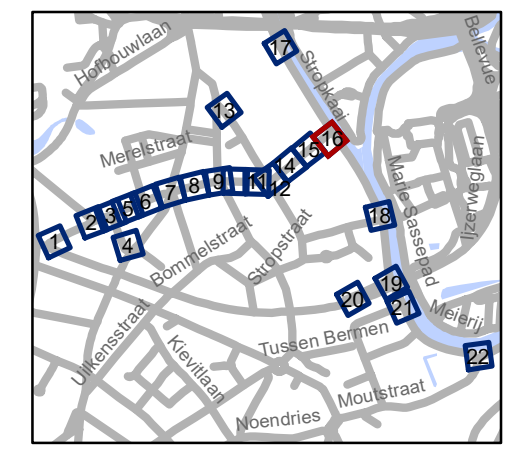 Hofbouwlaan
17
Stropkaai
Bellevue
13
Merelstraat
16
15
14
Ijzerweglaan
Marie Sassepad
1
2
3
5
6
7
8
9
11
12
4
Bommelstraat
Stropstraat
18
19
20
21
Meierij
Uilkensstraat
Kievitlaan
Tussen Bermen
22
Moutstraat
Noendries